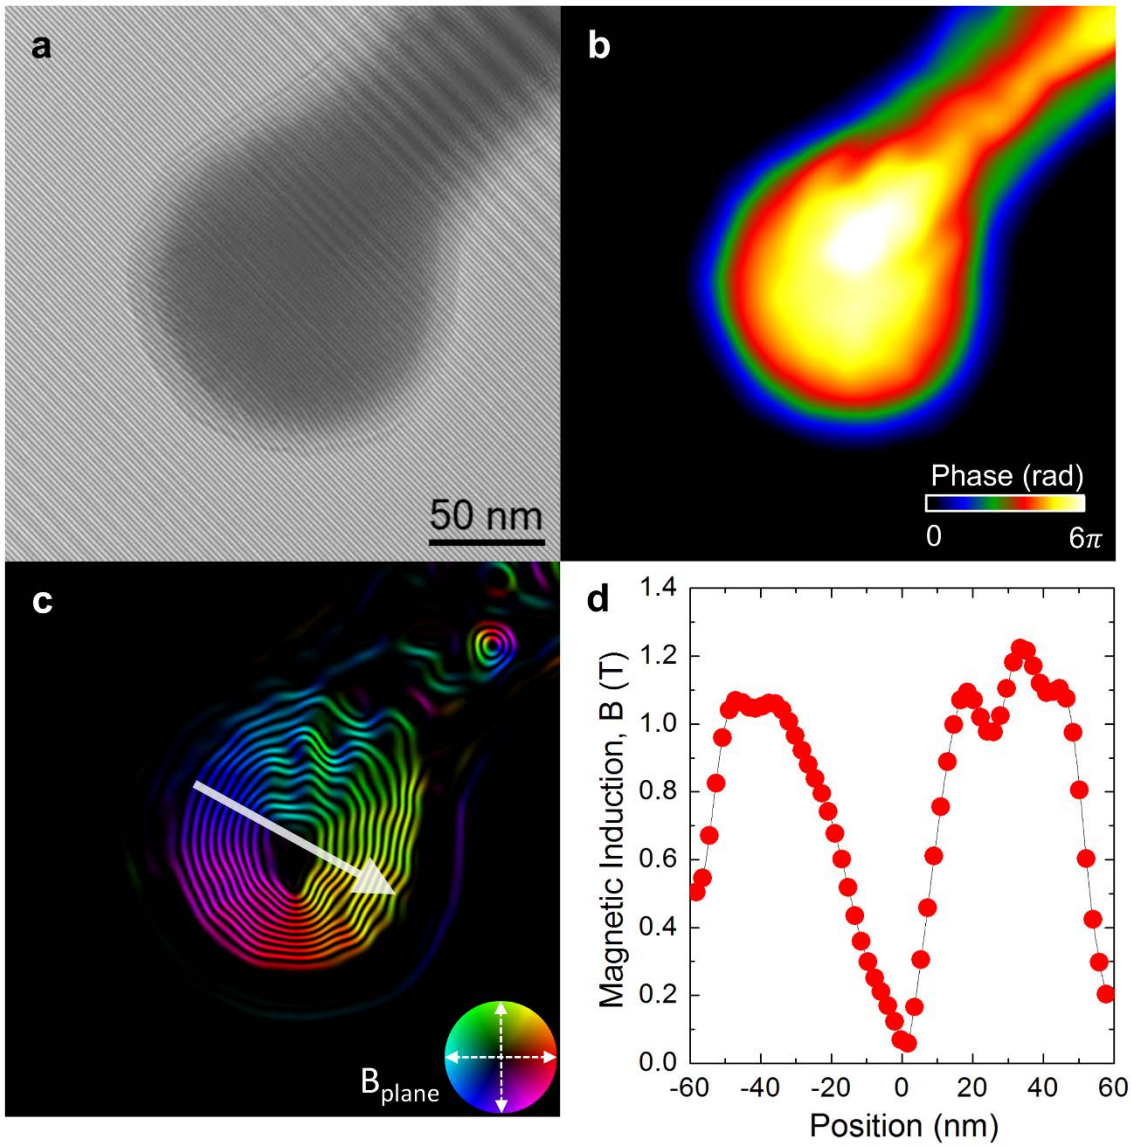 a
b
50 nm
Phase (rad)
0
6π
c
B_plane
d
Magnetic Induction, B (T)
1.4
1.2
1.0
0.8
0.6
0.4
0.2
0.0
-60
-40
-20
0
20
40
60
Position (nm)